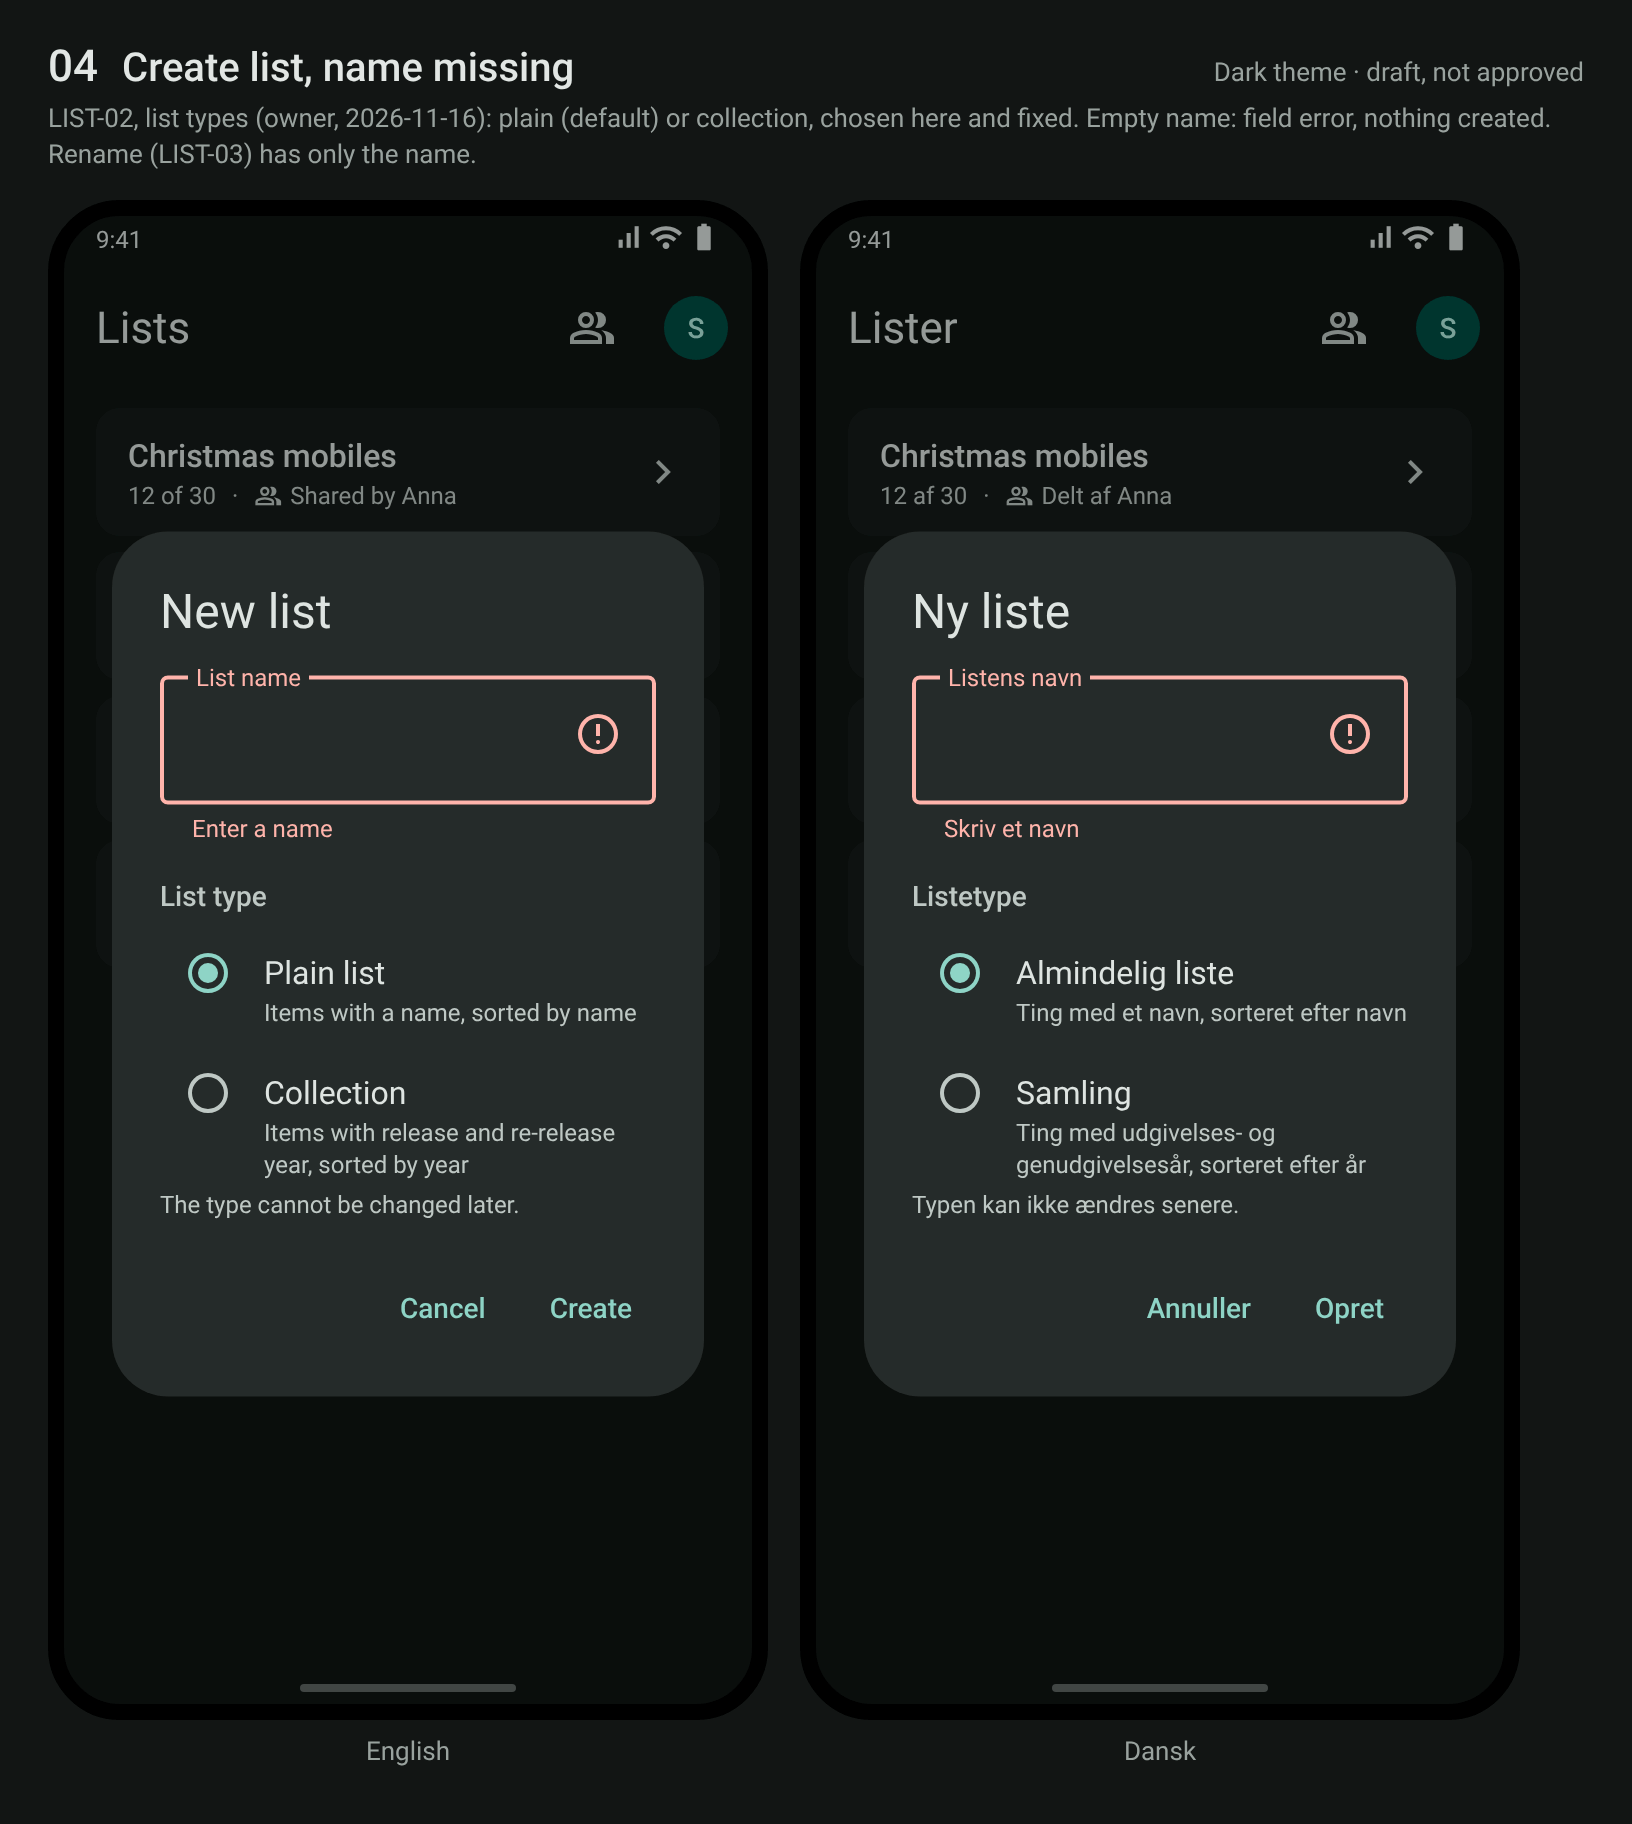 04 Create list, name missing
Dark theme · draft, not approved
LIST-02, list types (owner, 2026-11-16): plain (default) or collection, chosen here and fixed. Empty name: field error, nothing created.
Rename (LIST-03) has only the name.
9:41
Lists
S
Christmas mobiles
12 of 30 · Shared by Anna
New list
List name
Enter a name
List type
Plain list
Items with a name, sorted by name
Collection
Items with release and re-release
year, sorted by year
The type cannot be changed later.
Cancel Create
English
9:41
Lister
S
Christmas mobiles
12 af 30 · Delt af Anna
Ny liste
Listens navn
Skriv et navn
Listetype
Almindelig liste
Ting med et navn, sorteret efter navn
Samling
Ting med udgivelses- og
genudgivelsesår, sorteret efter år
Typen kan ikke ændres senere.
Annuller Opret
Dansk